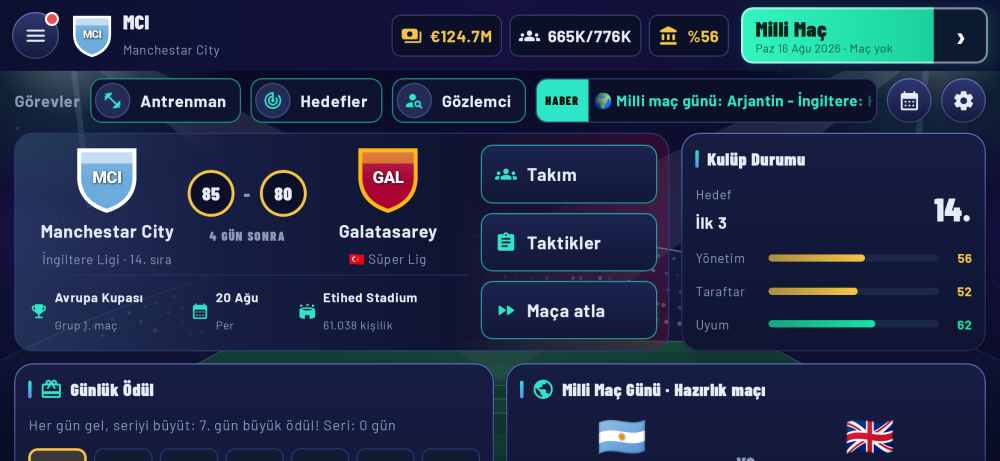 MCI
MCI
Manchestar City
€124.7M
665K/776K
%56
Milli Maç
Paz 16 Ağu 2026 · Maç yok
Görevler
Antrenman
Hedefler
Gözlemci
HABER
Milli maç günü: Arjantin - İngiltere:
MCI
85 - 80
GAL
Manchestar City
4 GÜN SONRA
Galatasarey
İngiltere Ligi · 14. sıra
Süper Lig
Avrupa Kupası
Grup 1. maç
20 Ağu
Per
Etihed Stadium
61.038 kişilik
Takım
Taktikler
Maça atla
Kulüp Durumu
Hedef
İlk 3
14.
Yönetim
56
Taraftar
52
Uyum
62
Günlük Ödül
Her gün gel, seriyi büyüt: 7. gün büyük ödül! Seri: 0 gün
Milli Maç Günü · Hazırlık maçı